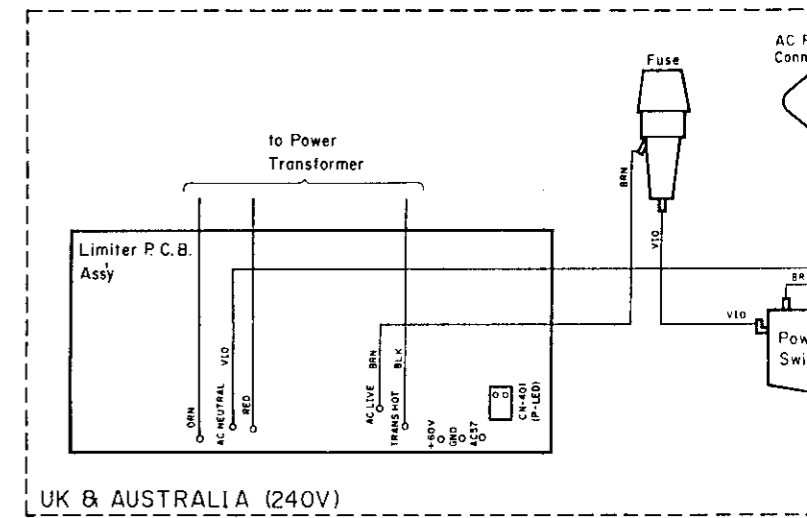 AC
Conn
Fuse
to Power
Transformer
BRN
Limiter P.C.B.
Ass'y
VIO
BR
VIO
Pow
Swi
ORN
AC NEUTRAL
VIO
RED
AC LIVE
BRN
TRANS HOT
BLK
+60V
GND
AC57
CN-401
(P-LED)
UK & AUSTRALIA (240V)